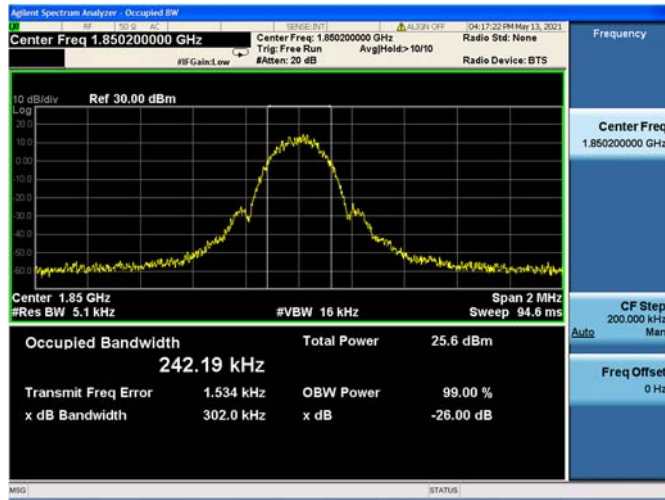 Agilent Spectrum Analyzer - Occupied BW
RF 50 Ω AC SENSE:INT ALIGN OFF 04:17:22 PM May 13, 2021
Center Freq 1.850200000 GHz
Center Freq: 1.850200000 GHz Radio Std: None
Trig: Free Run Avg|Hold:> 10/10
#IFGain:Low #Atten: 20 dB Radio Device: BTS
10 dB/div Ref 30.00 dBm
Log
20.0
10.0
0.00
-10.0
-20.0
-30.0
-40.0
-50.0
-60.0
Center 1.85 GHz Span 2 MHz
#Res BW 5.1 kHz #VBW 16 kHz Sweep 94.6 ms
Occupied Bandwidth Total Power 25.6 dBm
242.19 kHz
Transmit Freq Error 1.534 kHz OBW Power 99.00 %
x dB Bandwidth 302.0 kHz x dB -26.00 dB
MSG STATUS
Frequency
Center Freq
1.850200000 GHz
CF Step
200.000 kHz
Auto Man
Freq Offset
0 Hz